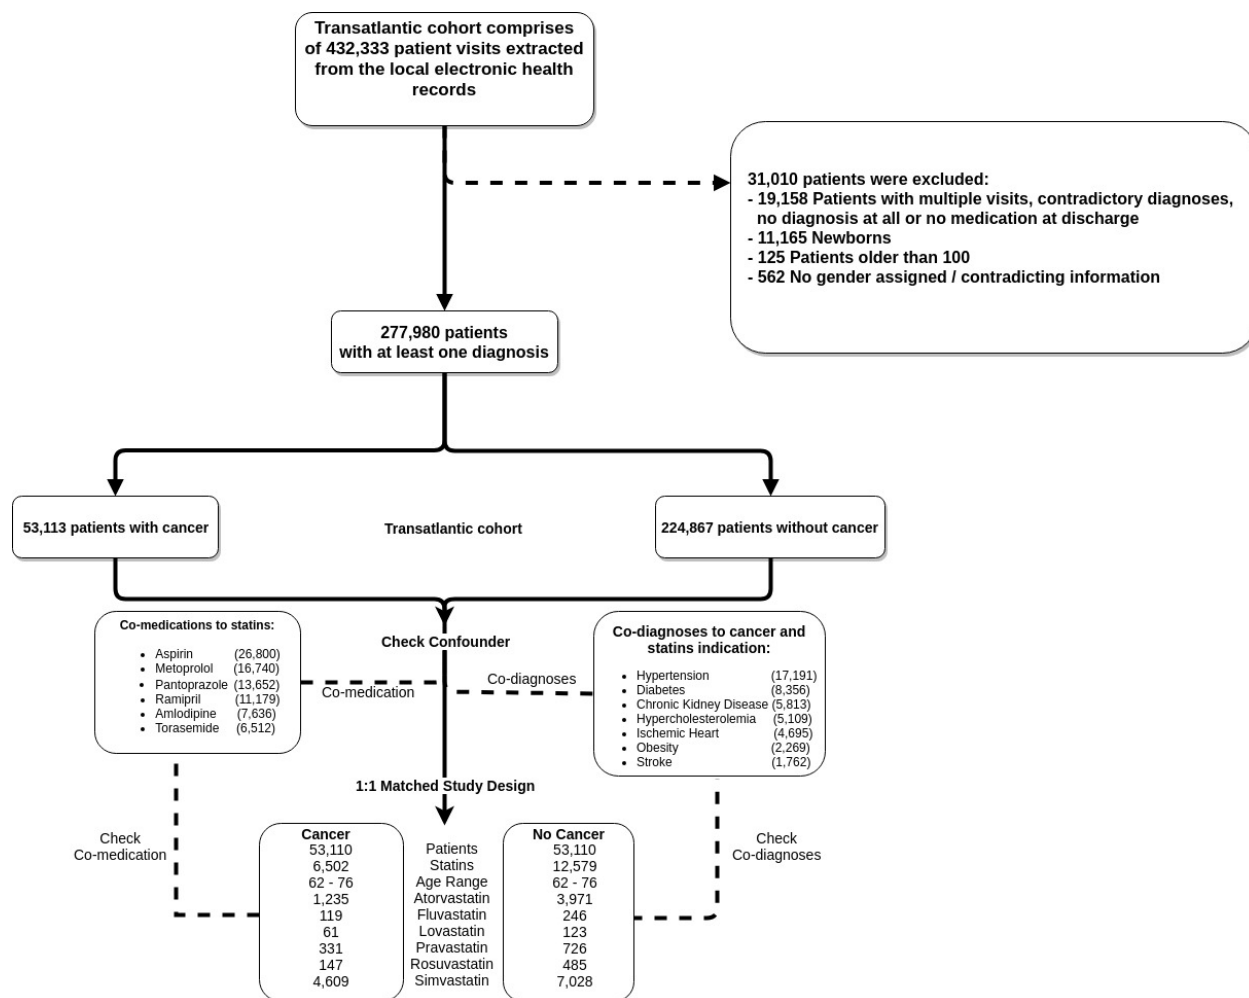 Transatlantic cohort comprises
of 432,333 patient visits extracted
from the local electronic health
records
31,010 patients were excluded:
- 19,158 Patients with multiple visits, contradictory diagnoses,
no diagnosis at all or no medication at discharge
- 11,165 Newborns
- 125 Patients older than 100
- 562 No gender assigned / contradicting information
277,980 patients
with at least one diagnosis
53,113 patients with cancer
Transatlantic cohort
224,867 patients without cancer
Co-medications to statins:
• Aspirin (26,800)
• Metoprolol (16,740)
• Pantoprazole (13,652)
• Ramipril (11,179)
• Amlodipine (7,636)
• Torasemide (6,512)
Check Confounder
Co-medication
Co-diagnoses
Co-diagnoses to cancer and
statins indication:
• Hypertension (17,191)
• Diabetes (8,356)
• Chronic Kidney Disease (5,813)
• Hypercholesterolemia (5,109)
• Ischemic Heart (4,695)
• Obesity (2,269)
• Stroke (1,762)
1:1 Matched Study Design
Check
Co-medication
Check
Co-diagnoses
Cancer No Cancer
53,110 Patients 53,110
6,502 Statins 12,579
62 - 76 Age Range 62 - 76
1,235 Atorvastatin 3,971
119 Fluvastatin 246
61 Lovastatin 123
331 Pravastatin 726
147 Rosuvastatin 485
4,609 Simvastatin 7,028